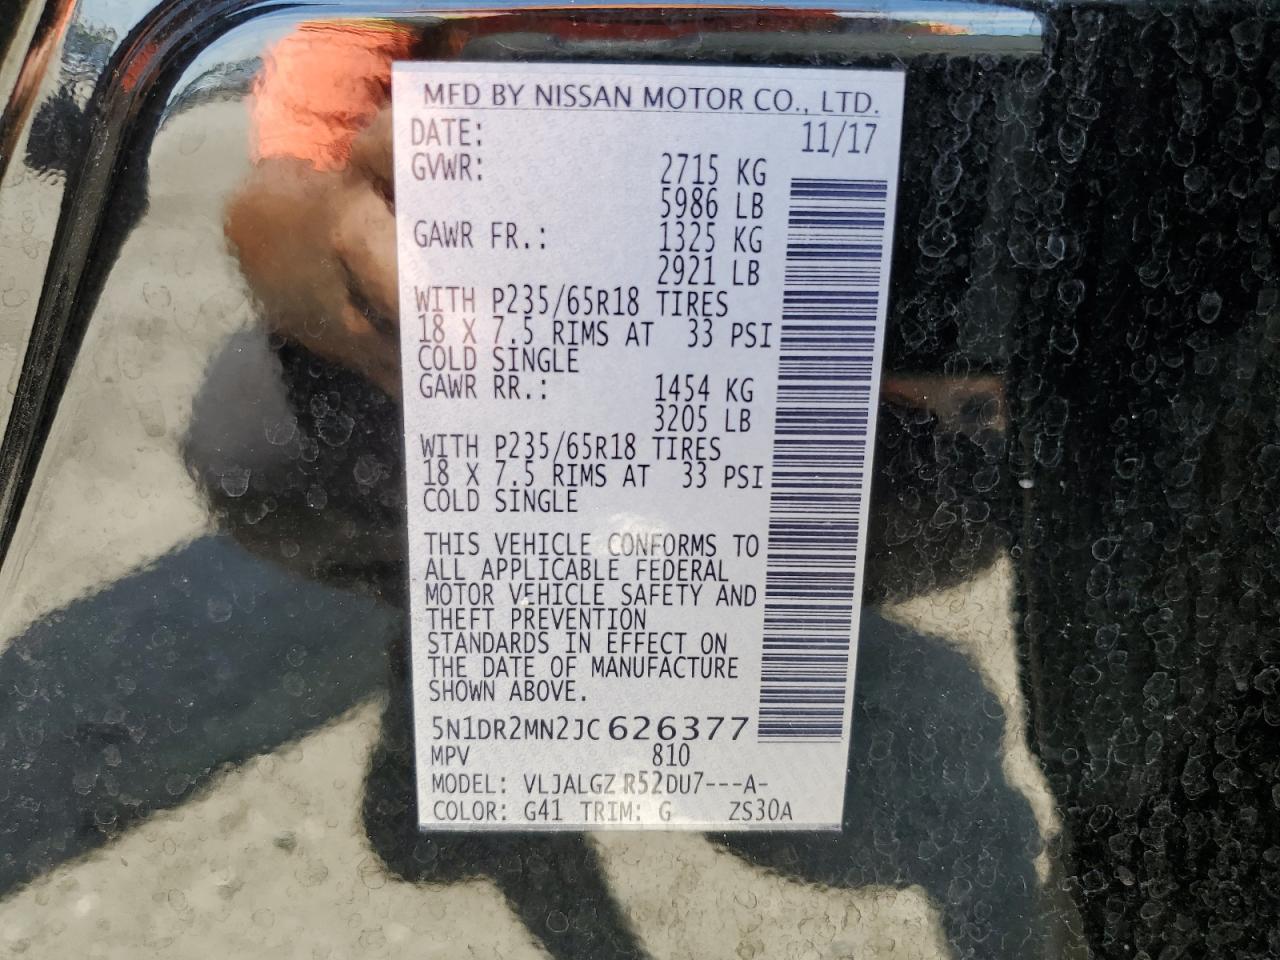 MFD BY NISSAN MOTOR CO., LTD.
DATE: 11/17
GVWR: 2715 KG
5986 LB
GAWR FR.: 1325 KG
2921 LB
WITH P235/65R18 TIRES
18 X 7.5 RIMS AT 33 PSI
COLD SINGLE
GAWR RR.: 1454 KG
3205 LB
WITH P235/65R18 TIRES
18 X 7.5 RIMS AT 33 PSI
COLD SINGLE
THIS VEHICLE CONFORMS TO
ALL APPLICABLE FEDERAL
MOTOR VEHICLE SAFETY AND
THEFT PREVENTION
STANDARDS IN EFFECT ON
THE DATE OF MANUFACTURE
SHOWN ABOVE.
5N1DR2MN2JC626377
MPV 810
MODEL: VLJALGZ R52DU7---A-
COLOR: G41 TRIM: G ZS30A